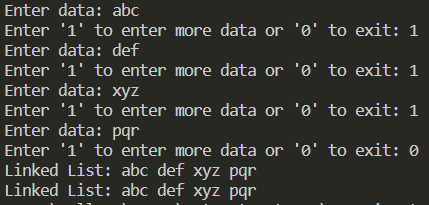 Enter data: abc
Enter '1' to enter more data or '0' to exit: 1
Enter data: def
Enter '1' to enter more data or '0' to exit: 1
Enter data: xyz
Enter '1' to enter more data or '0' to exit: 1
Enter data: pqr
Enter '1' to enter more data or '0' to exit: 0
Linked List: abc def xyz pqr
Linked List: abc def xyz pqr